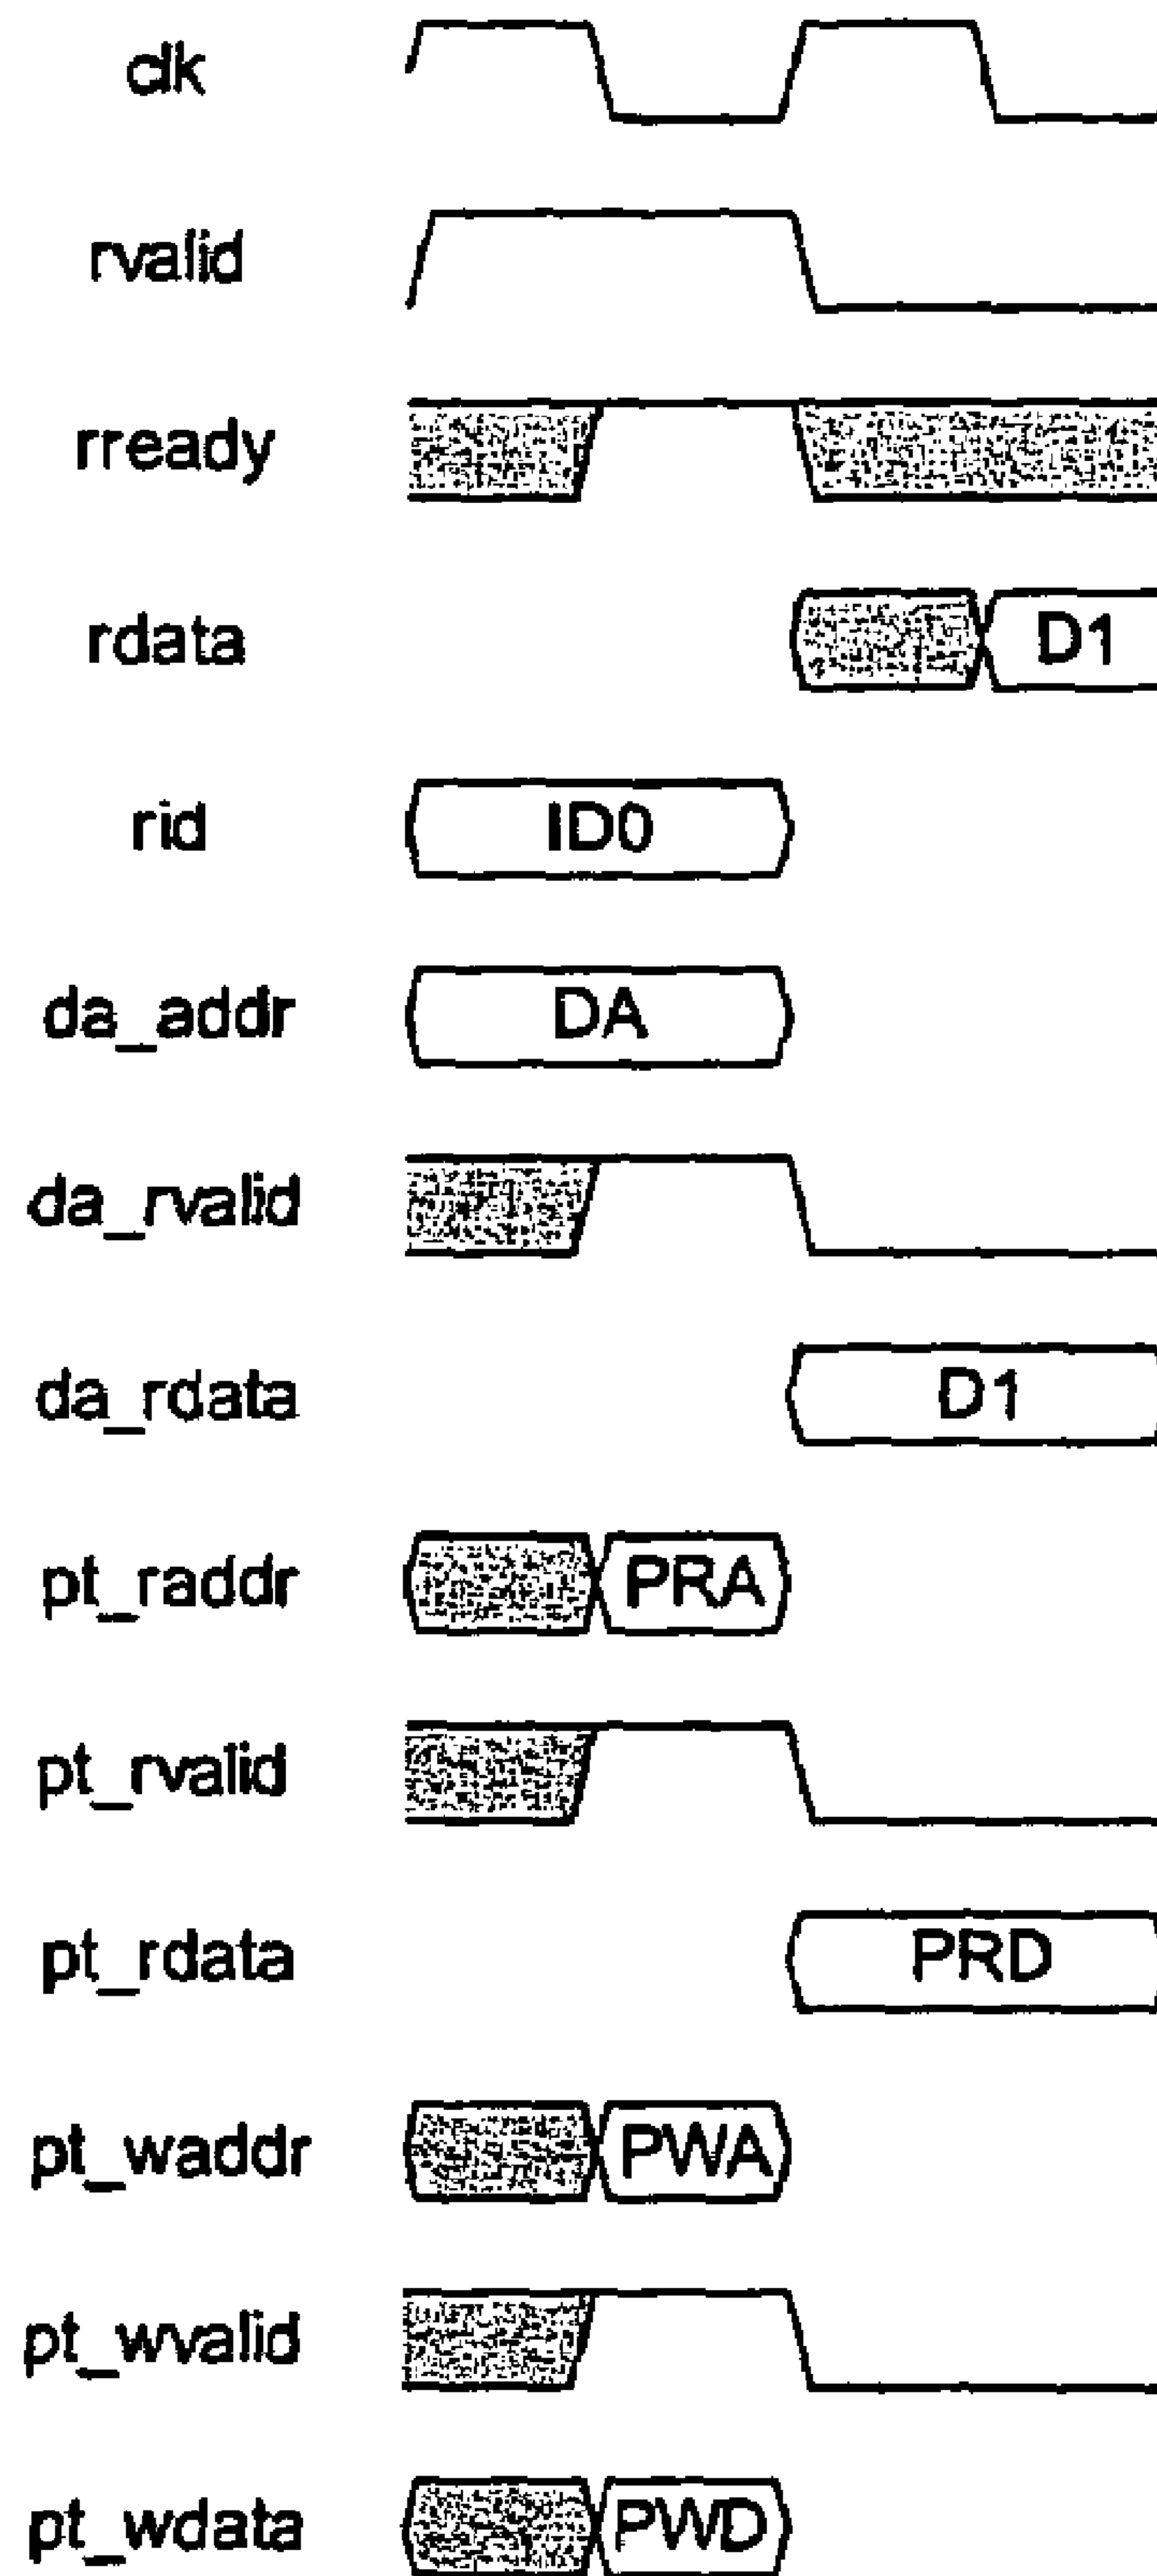 clk
rvalid
rready
rdata D1
rid ID0
da_addr DA
da_rvalid
da_rdata D1
pt_raddr PRA
pt_rvalid
pt_rdata PRD
pt_waddr PWA
pt_wvalid
pt_wdata PWD